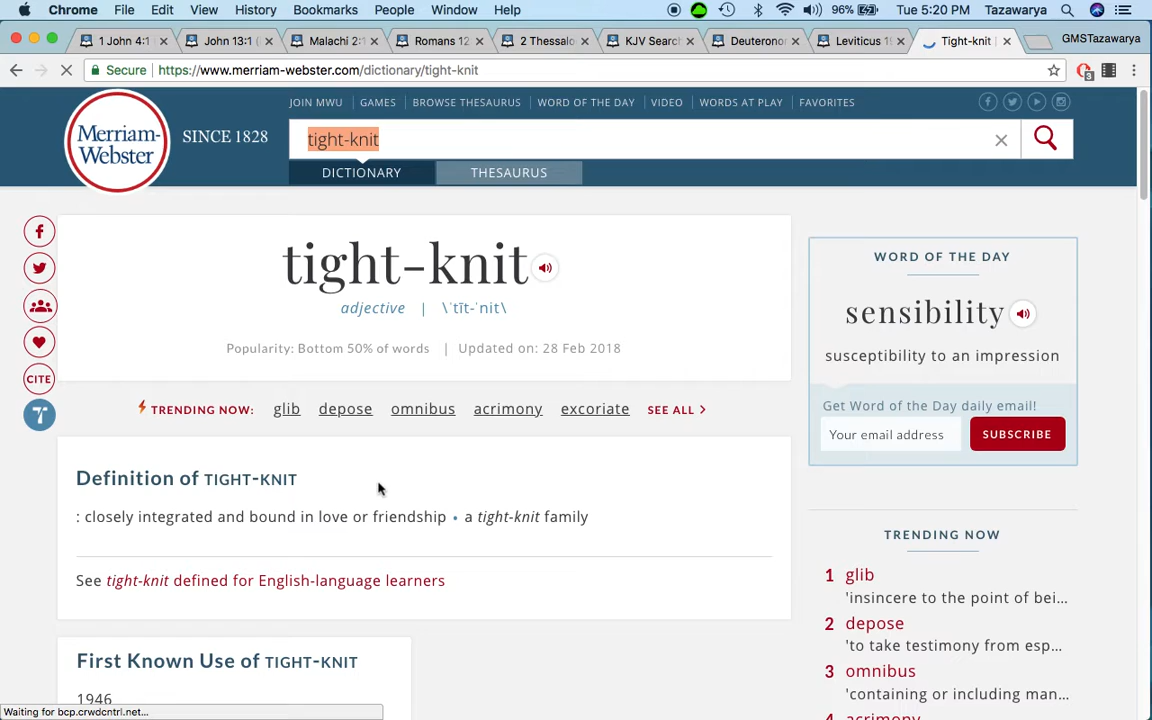 Chrome File Edit View History Bookmarks People Window Help 96% Tue 5:20 PM Tazawarya
1 John 4:1 John 13:1 ( Malachi 2:1 Romans 12 2 Thessalo KJV Searc Deuteronor Leviticus 19 Tight-knit | GMSTazawarya
Secure | https://www.merriam-webster.com/dictionary/tight-knit 3
JOIN MWU | GAMES | BROWSE THESAURUS | WORD OF THE DAY | VIDEO | WORDS AT PLAY | FAVORITES
Merriam-Webster SINCE 1828
tight-knit
DICTIONARY THESAURUS
tight-knit
adjective | \ˈtīt-ˈnit\
Popularity: Bottom 50% of words | Updated on: 28 Feb 2018
CITE
TRENDING NOW: glib depose omnibus acrimony excoriate SEE ALL >
Definition of TIGHT-KNIT
: closely integrated and bound in love or friendship • a tight-knit family
See tight-knit defined for English-language learners
First Known Use of TIGHT-KNIT
1946
WORD OF THE DAY
sensibility
susceptibility to an impression
Get Word of the Day daily email!
Your email address SUBSCRIBE
TRENDING NOW
1 glib
'insincere to the point of bei...
2 depose
'to take testimony from esp...
3 omnibus
'containing or including man...
4 acrimony
Waiting for bcp.crwdcntrl.net...